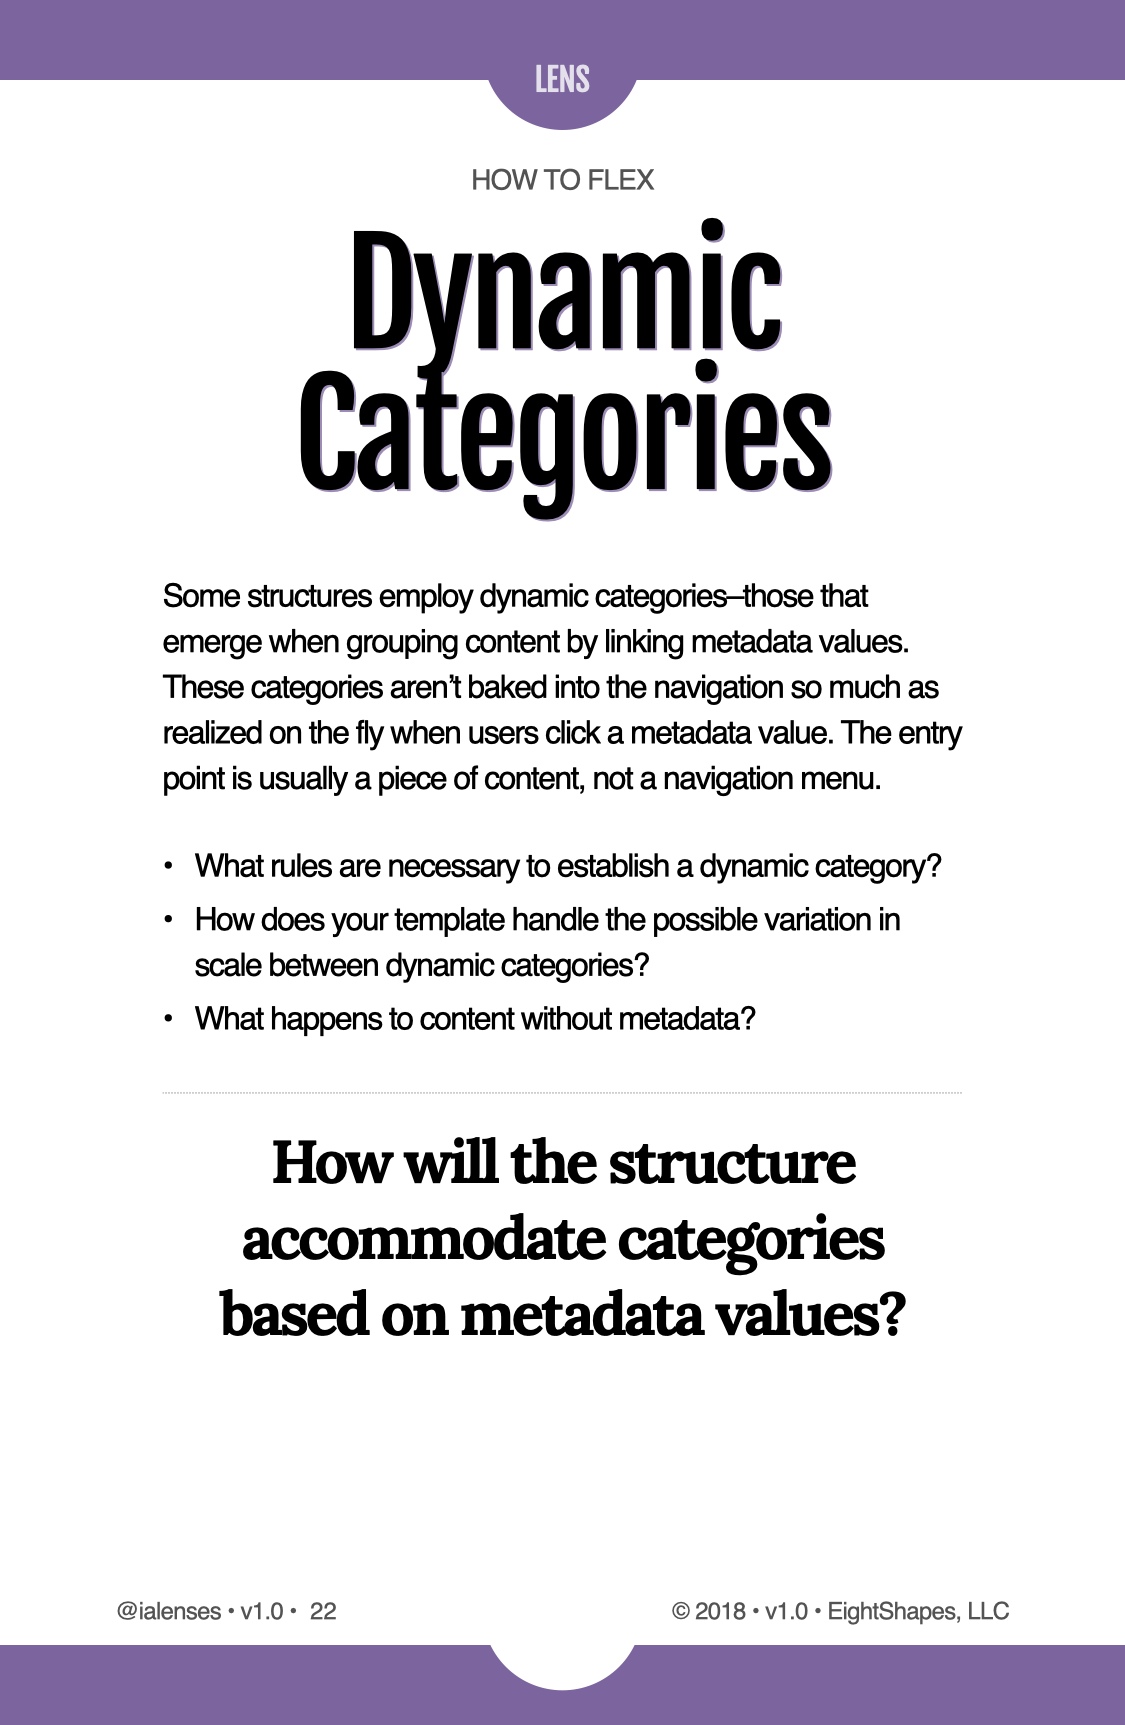 LENS
HOW TO FLEX
Dynamic
Categories
Some structures employ dynamic categories–those that
emerge when grouping content by linking metadata values.
These categories aren’t baked into the navigation so much as
realized on the fly when users click a metadata value. The entry
point is usually a piece of content, not a navigation menu.
• What rules are necessary to establish a dynamic category?
• How does your template handle the possible variation in
scale between dynamic categories?
• What happens to content without metadata?
How will the structure
accommodate categories
based on metadata values?
@ialenses • v1.0 • 22
© 2018 • v1.0 • EightShapes, LLC